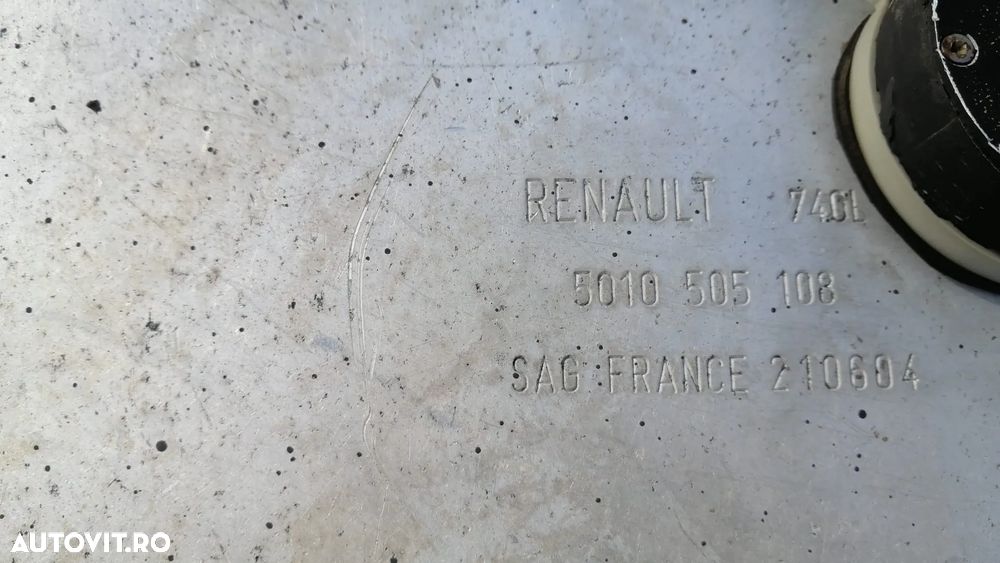 RENAULT 740L
5010 505 108
SAG FRANCE 210604
AUTOVIT.RO